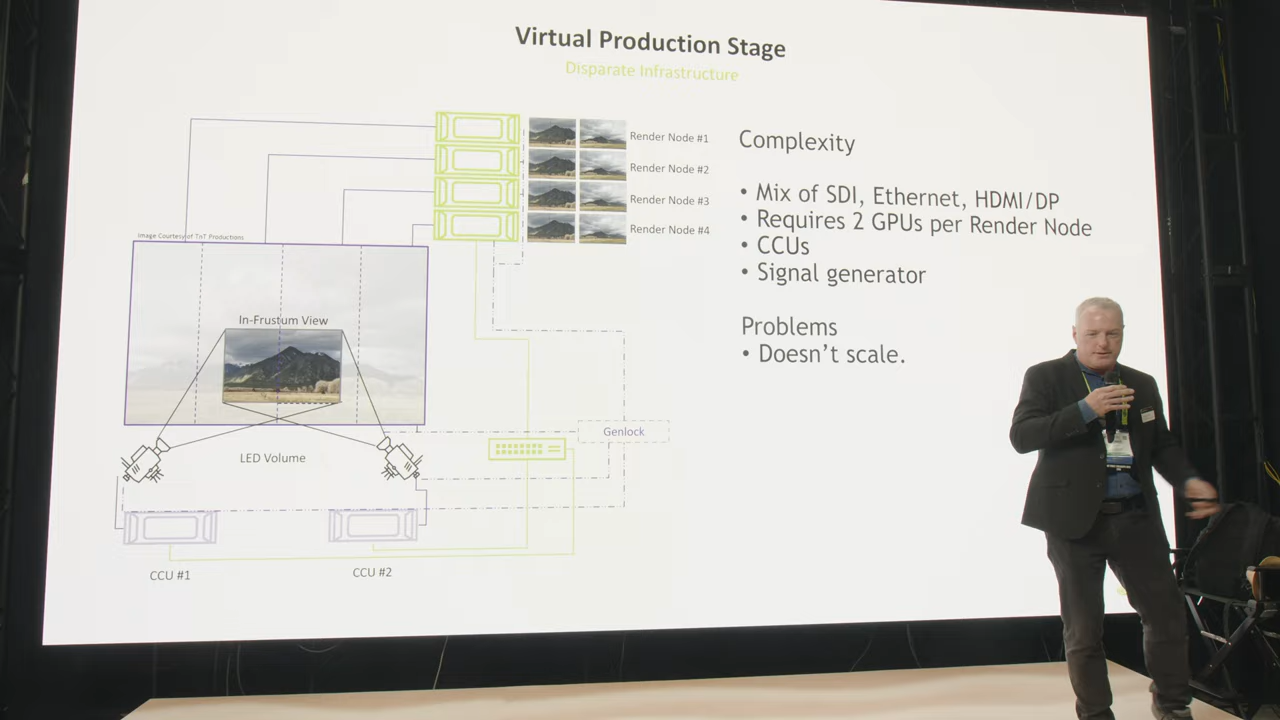 Virtual Production Stage
Disparate Infrastructure
Render Node #1
Render Node #2
Render Node #3
Render Node #4
Image Courtesy of TnT Productions
In-Frustum View
LED Volume
Genlock
CCU #1
CCU #2
Complexity
• Mix of SDI, Ethernet, HDMI/DP
• Requires 2 GPUs per Render Node
• CCUs
• Signal generator
Problems
• Doesn't scale.